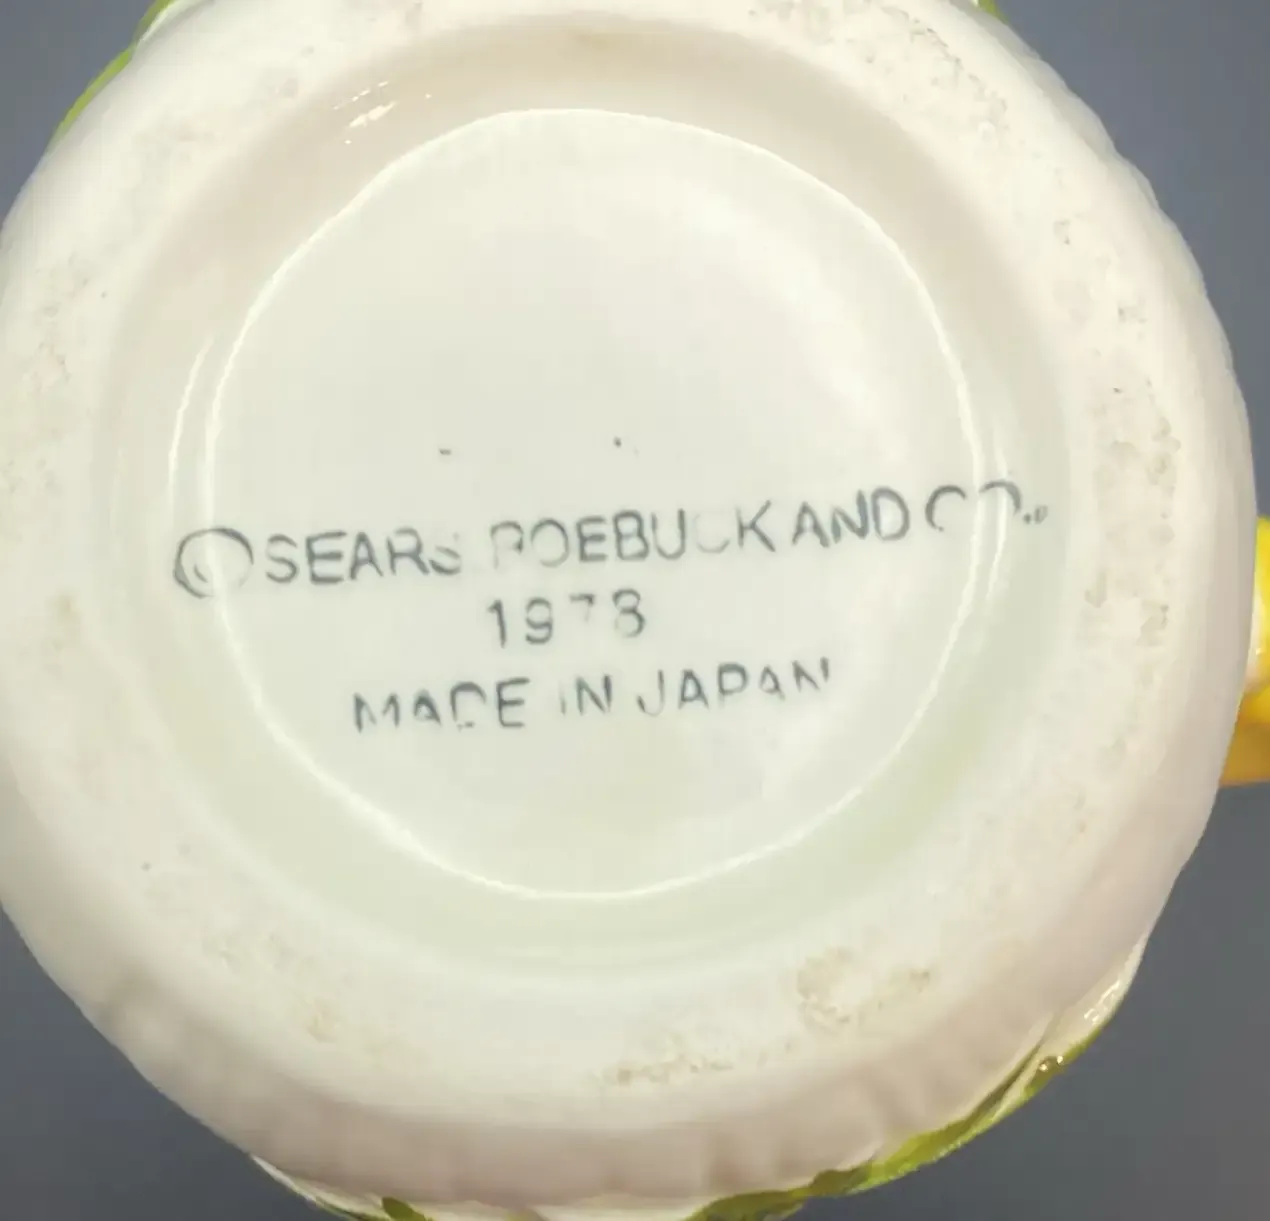 © SEARS ROEBUCK AND CO.
1978
MADE IN JAPAN